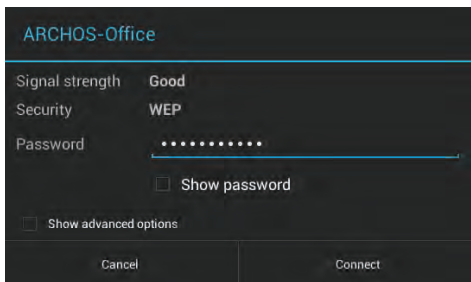 ARCHOS-Office
Signal strength Good
Security WEP
Password •••••••••••
Show password
Show advanced options
Cancel Connect